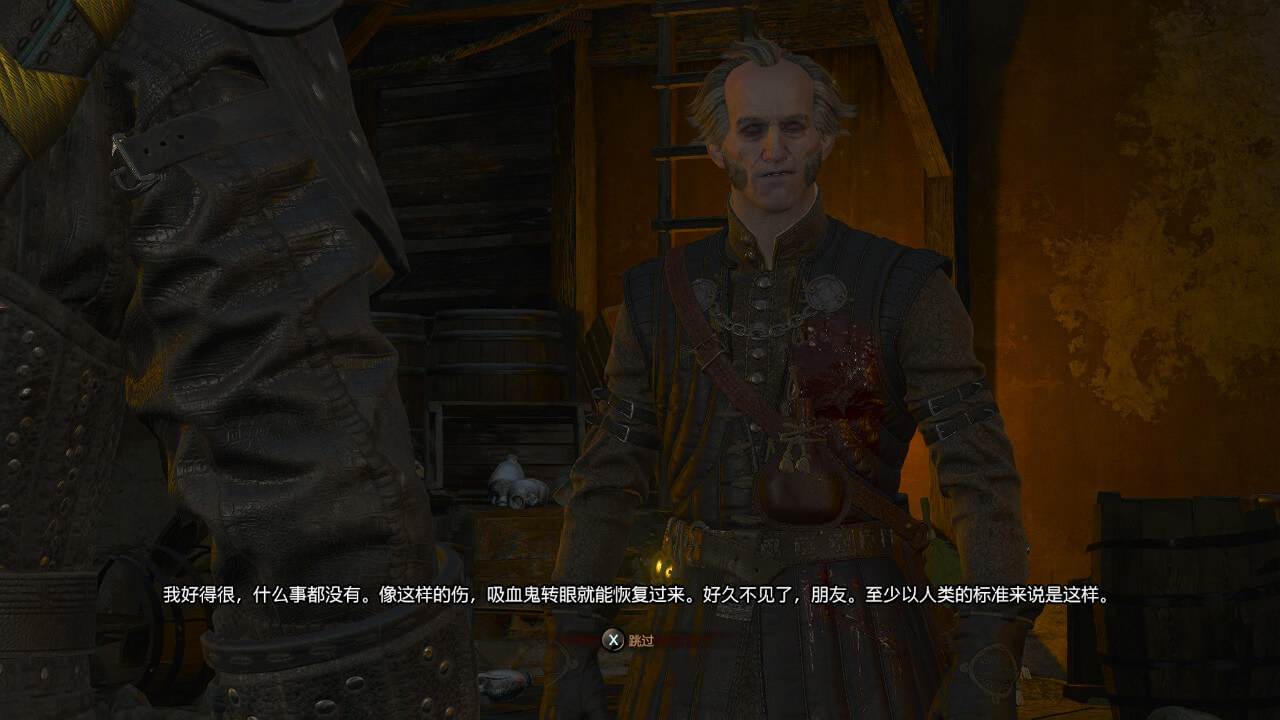 我好得很，什么事都没有。像这样的伤，吸血鬼转眼就能恢复过来。好久不见了，朋友。至少以人类的标准来说是这样。
X 跳过